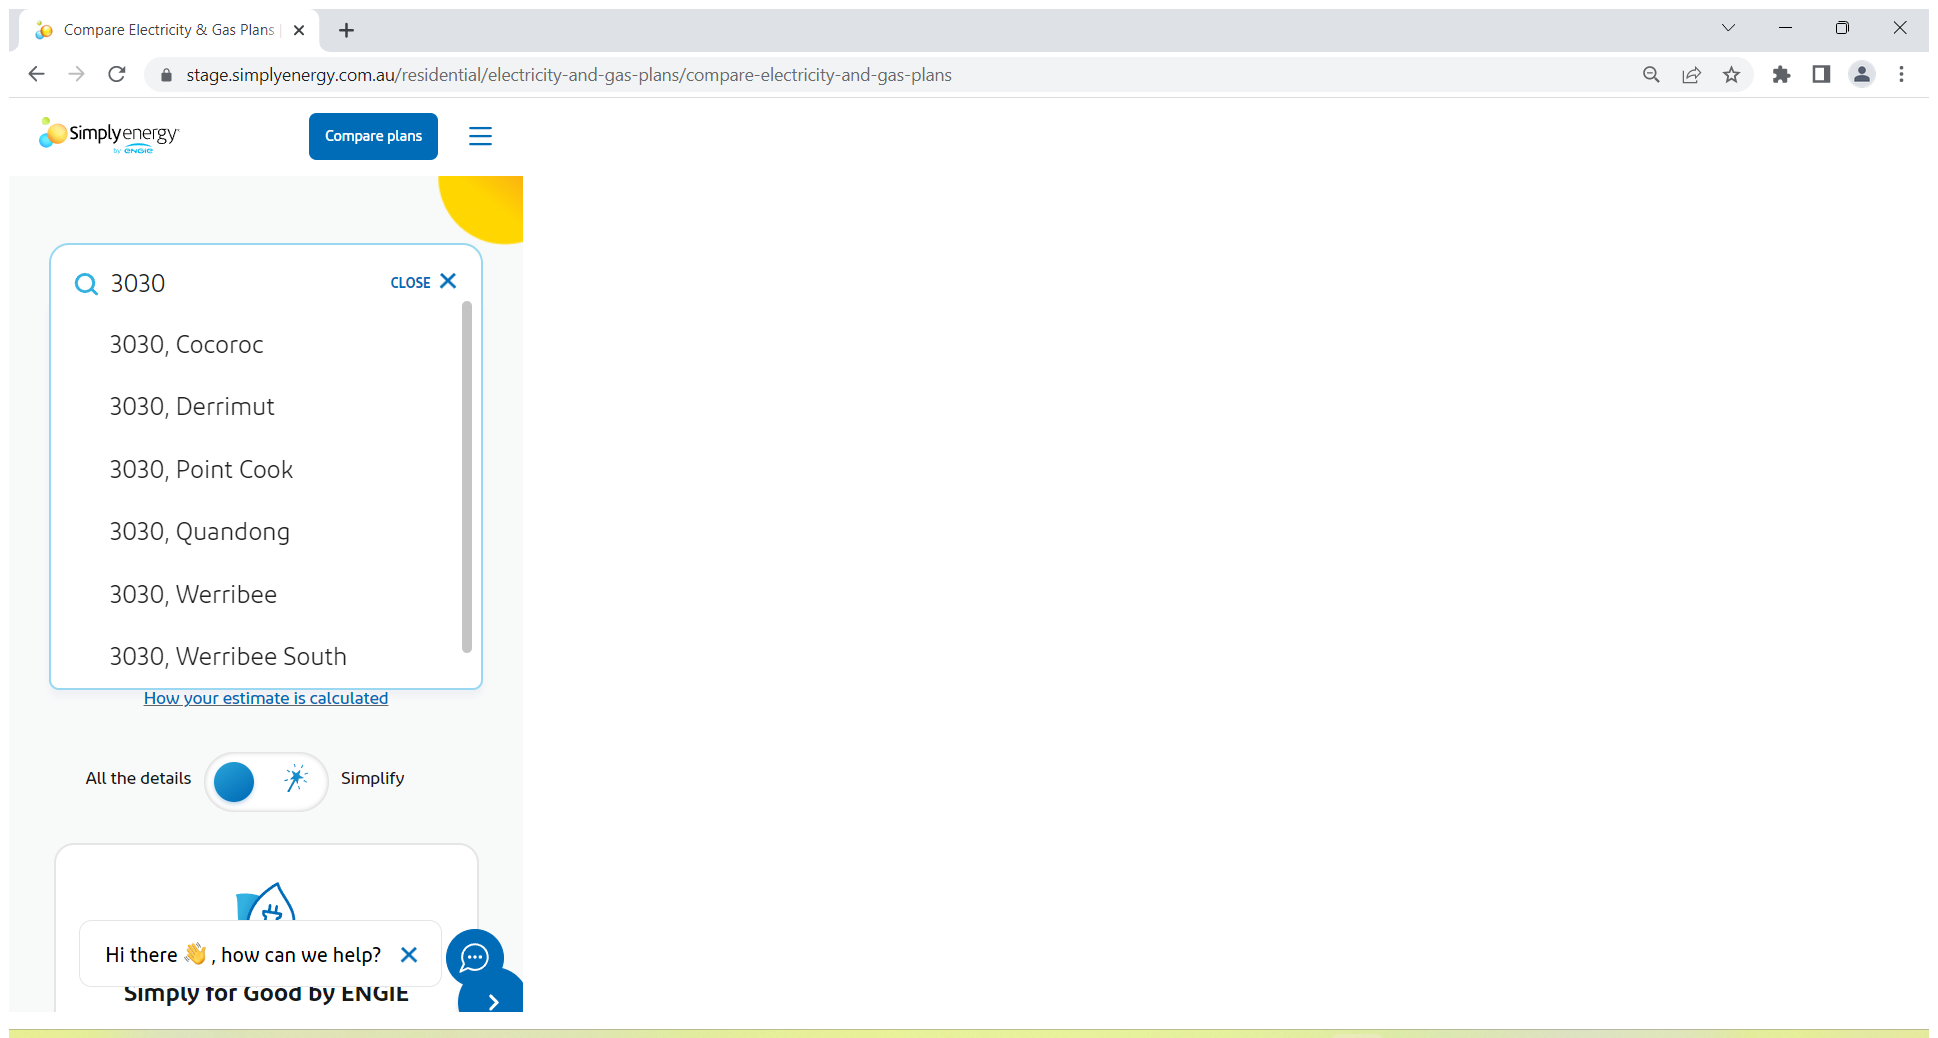 Compare Electricity & Gas Plans
stage.simplyenergy.com.au/residential/electricity-and-gas-plans/compare-electricity-and-gas-plans
Simplyenergy
by ENGIE
Compare plans
3030
CLOSE
3030, Cocoroc
3030, Derrimut
3030, Point Cook
3030, Quandong
3030, Werribee
3030, Werribee South
How your estimate is calculated
All the details
Simplify
Hi there 👋 , how can we help?
Simply for Good by ENGIE